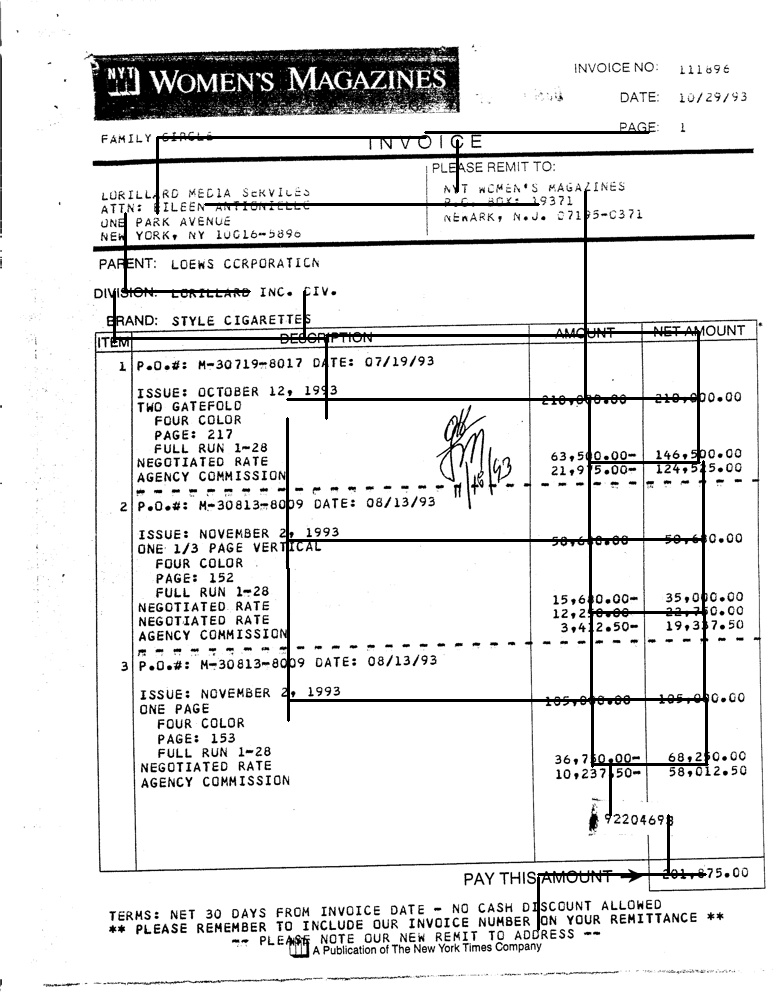 NYT WOMEN'S MAGAZINES
INVOICE NO: 111896
DATE: 10/29/93
PAGE: 1
FAMILY CIRCLE
INVOICE
PLEASE REMIT TO:
LORILLARD MEDIA SERVICES
ATTN: EILEEN
ONE PARK AVENUE
NEW YORK, NY 10016-5896
NYT WOMEN'S MAGAZINES
P.O. BOX: 19371
NEWARK, N.J. 07195-0371
PARENT: LOEWS CORPORATION
DIVISION: LORILLARD INC. DIV.
BRAND: STYLE CIGARETTES
ITEM DESCRIPTION AMOUNT NET AMOUNT
1 P.O.#: M-30719-8017 DATE: 07/19/93
ISSUE: OCTOBER 12, 1993 210,000.00 210,000.00
TWO GATEFOLD
FOUR COLOR
PAGE: 217
FULL RUN 1-28
NEGOTIATED RATE 63,500.00- 146,500.00
AGENCY COMMISSION 21,975.00- 124,525.00
2 P.O.#: M-30813-8009 DATE: 08/13/93
ISSUE: NOVEMBER 2, 1993 50,680.00 50,680.00
ONE 1/3 PAGE VERTICAL
FOUR COLOR
PAGE: 152
FULL RUN 1-28
NEGOTIATED RATE 15,680.00- 35,000.00
NEGOTIATED RATE 12,250.00- 22,750.00
AGENCY COMMISSION 3,412.50- 19,337.50
3 P.O.#: M-30813-8009 DATE: 08/13/93
ISSUE: NOVEMBER 2, 1993 105,000.00 105,000.00
ONE PAGE
FOUR COLOR
PAGE: 153
FULL RUN 1-28
NEGOTIATED RATE 36,750.00- 68,250.00
AGENCY COMMISSION 10,237.50- 58,012.50
92204698
PAY THIS AMOUNT → 201,875.00
TERMS: NET 30 DAYS FROM INVOICE DATE - NO CASH DISCOUNT ALLOWED
** PLEASE REMEMBER TO INCLUDE OUR INVOICE NUMBER ON YOUR REMITTANCE **
-- PLEASE NOTE OUR NEW REMIT TO ADDRESS --
A Publication of The New York Times Company